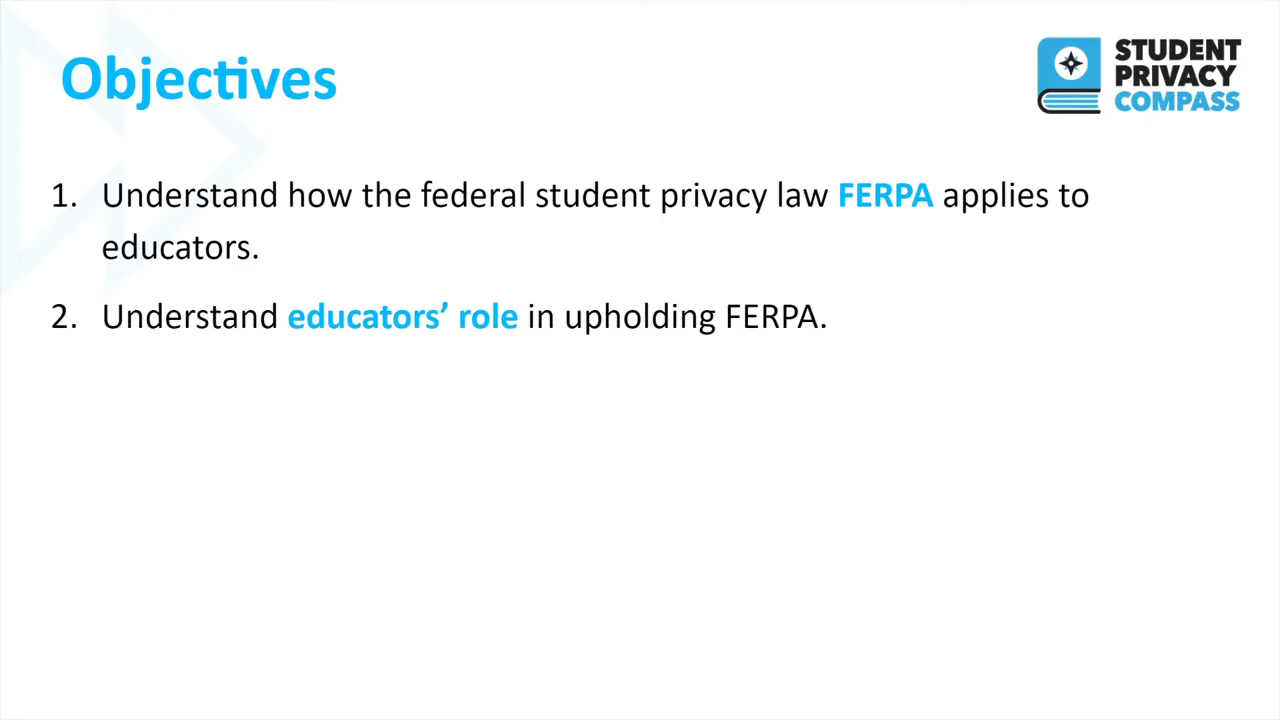 Objectives
STUDENT
PRIVACY
COMPASS
1. Understand how the federal student privacy law FERPA applies to
educators.
2. Understand educators’ role in upholding FERPA.